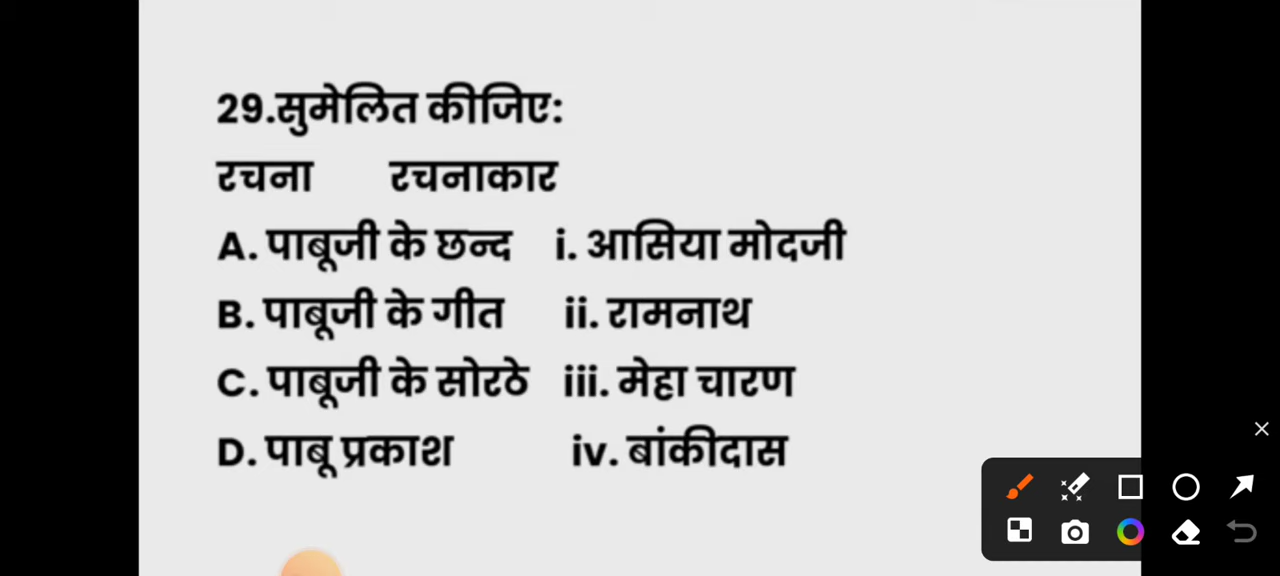 29.सुमेलित कीजिए:
रचना रचनाकार
A. पाबूजी के छन्द i. आसिया मोदजी
B. पाबूजी के गीत ii. रामनाथ
C. पाबूजी के सोरठे iii. मेहा चारण
D. पाबू प्रकाश iv. बांकीदास